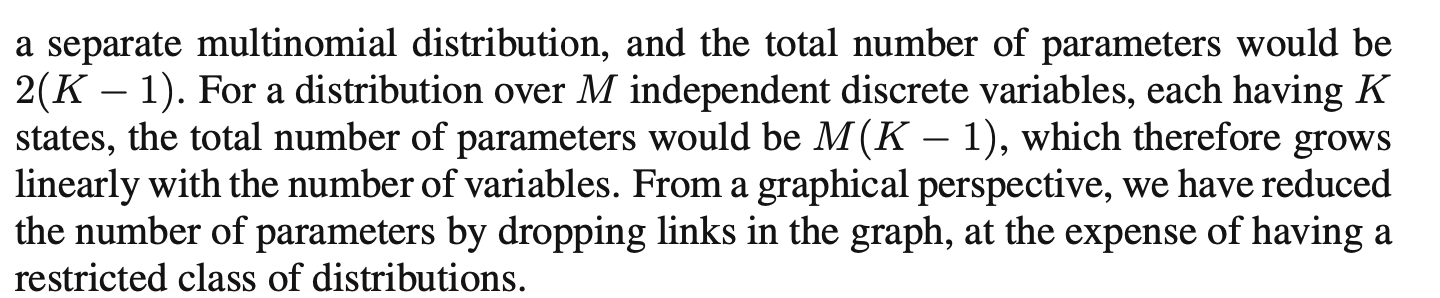 a separate multinomial distribution, and the total number of parameters would be
2(K − 1). For a distribution over M independent discrete variables, each having K
states, the total number of parameters would be M(K − 1), which therefore grows
linearly with the number of variables. From a graphical perspective, we have reduced
the number of parameters by dropping links in the graph, at the expense of having a
restricted class of distributions.